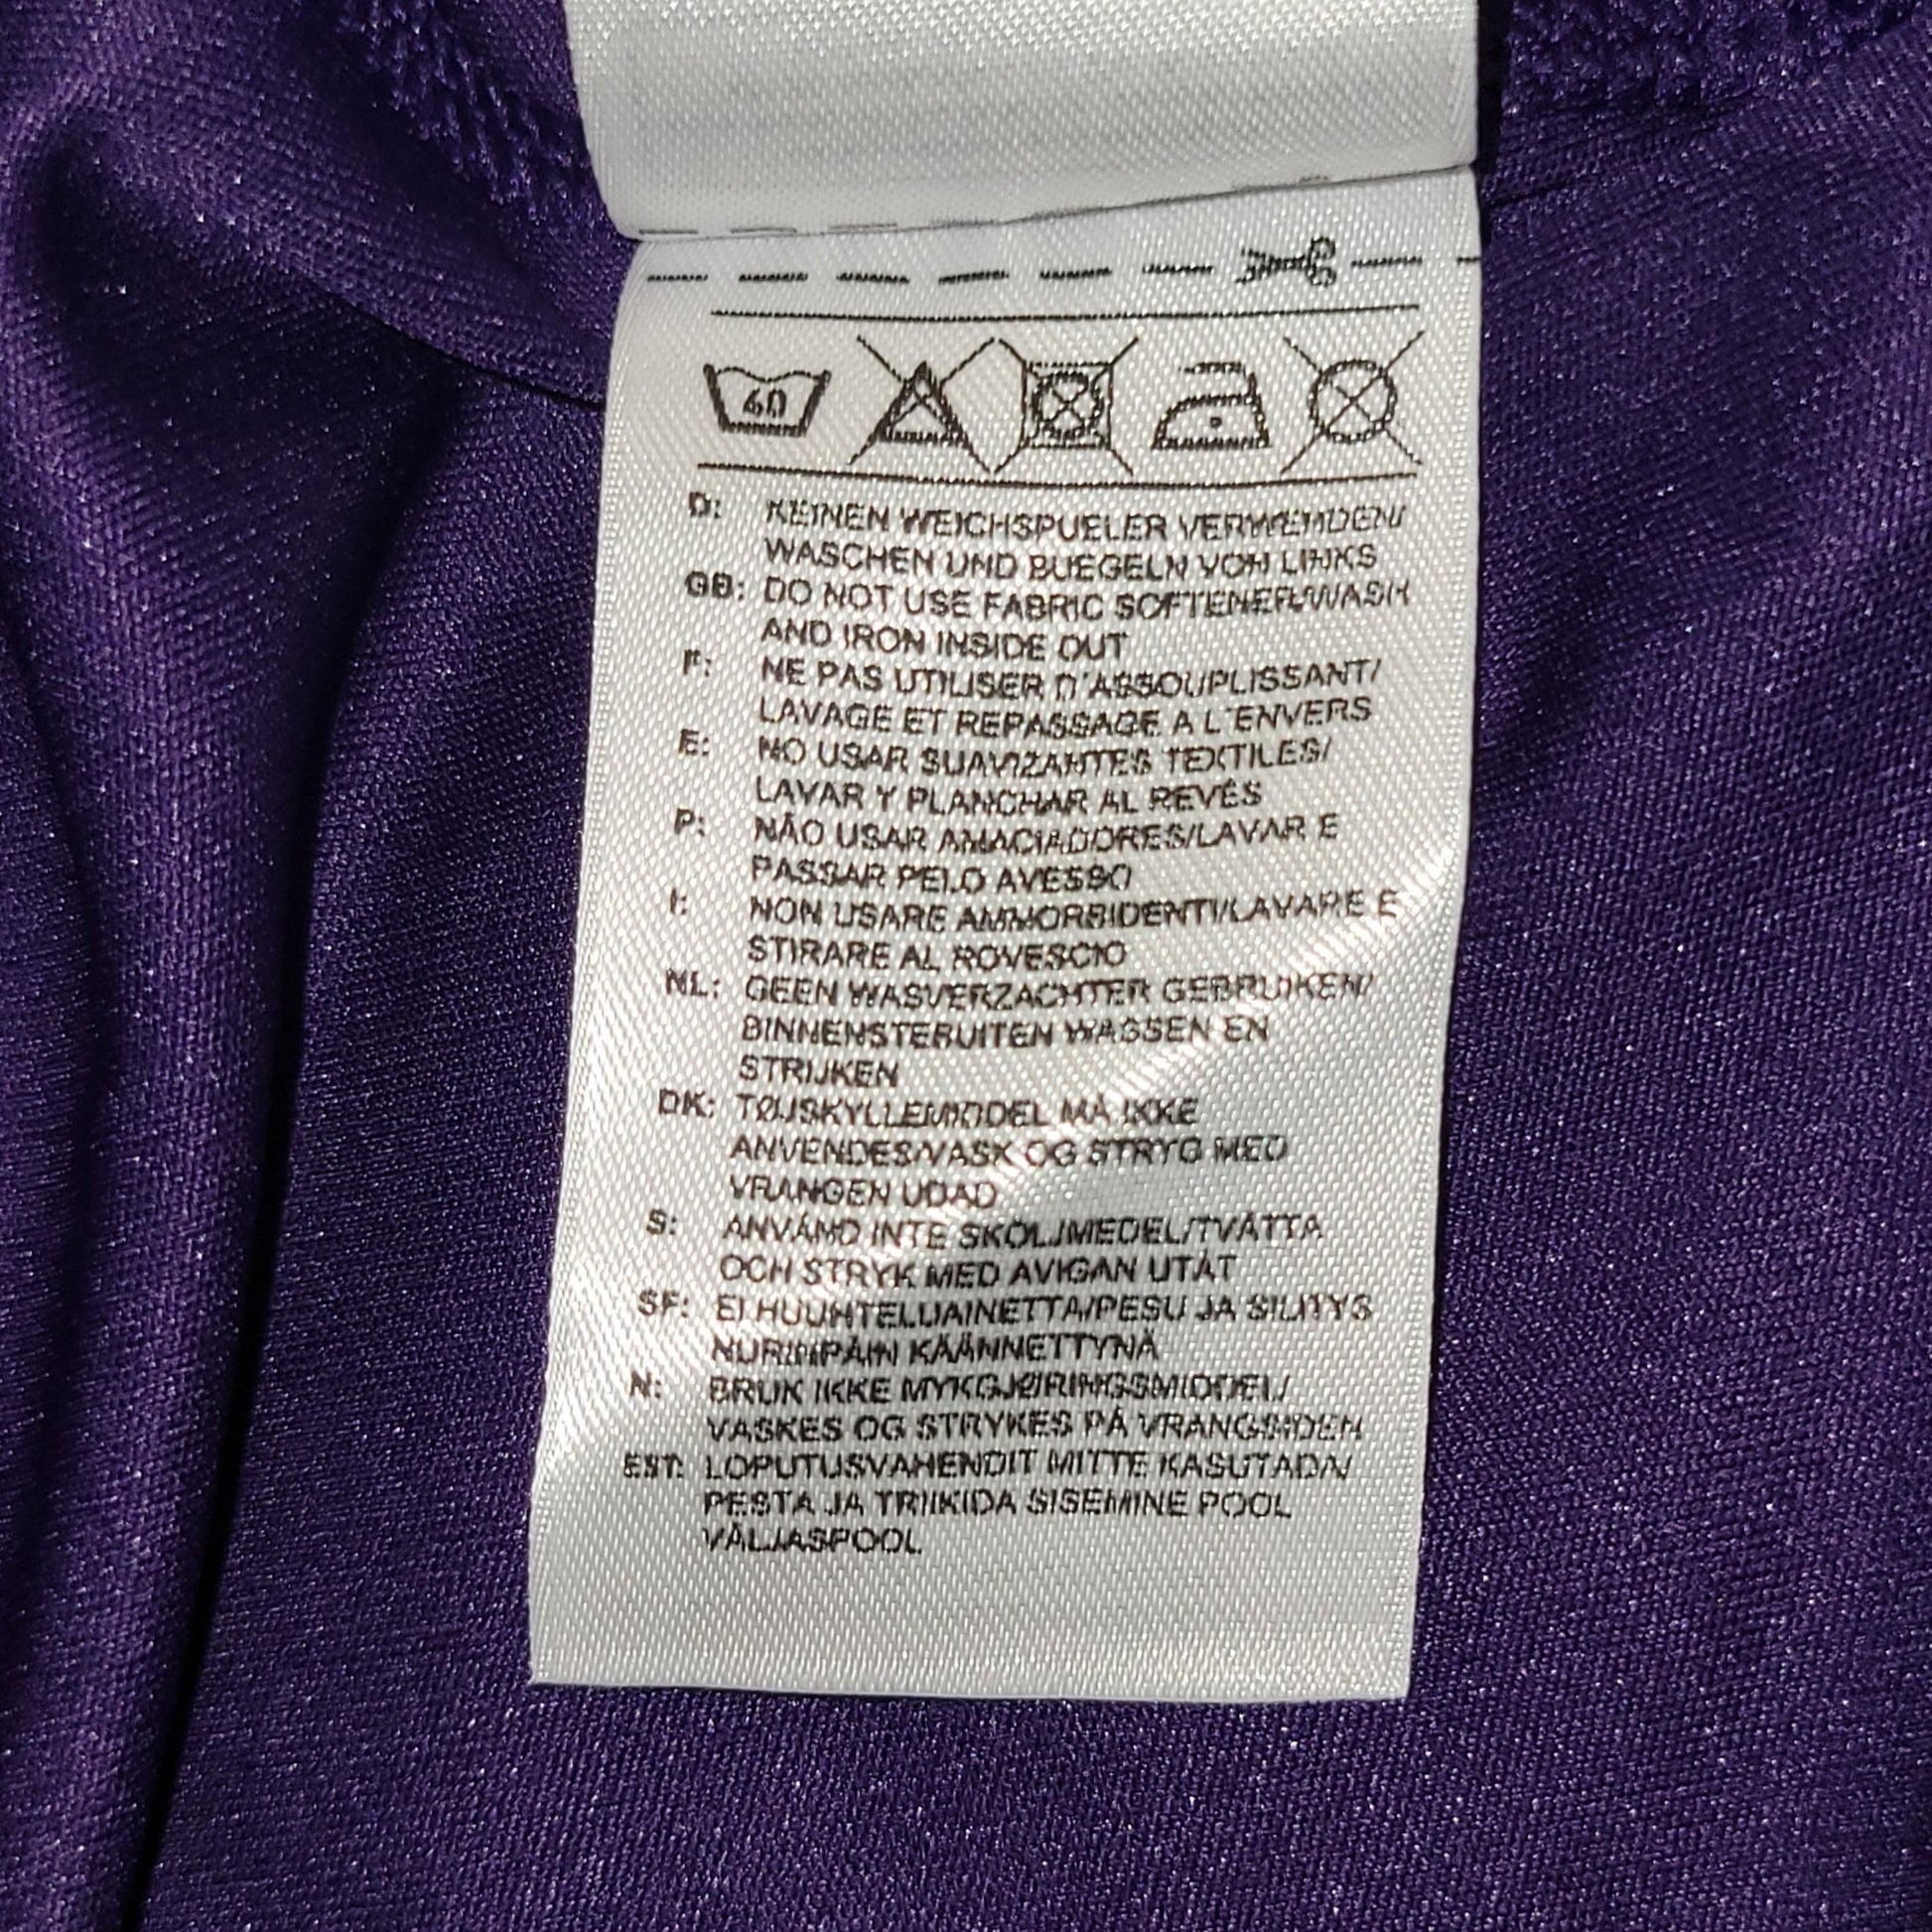 40
D: KEINEN WEICHSPUELER VERWENDEN/
WASCHEN UND BUEGELN VON LINKS
GB: DO NOT USE FABRIC SOFTENER/WASH
AND IRON INSIDE OUT
F: NE PAS UTILISER D'ASSOUPLISSANT/
LAVAGE ET REPASSAGE A L'ENVERS
E: NO USAR SUAVIZANTES TEXTILES/
LAVAR Y PLANCHAR AL REVÉS
P: NÃO USAR AMACIADORES/LAVAR E
PASSAR PELO AVESSO
I: NON USARE AMMORBIDENTI/LAVARE E
STIRARE AL ROVESCIO
NL: GEEN WASVERZACHTER GEBRUIKEN/
BINNENSTEBUITEN WASSEN EN
STRIJKEN
DK: TØJSKYLLEMIDDEL MÅ IKKE
ANVENDES/VASK OG STRYG MED
VRANGEN UDAD
S: ANVÄND INTE SKÖLJMEDEL/TVÄTTA
OCH STRYK MED AVIGAN UTÅT
SF: EI HUUHTELUAINETTA/PESU JA SILITYS
NURINPÄIN KÄÄNNETTYNÄ
N: BRUK IKKE MYKGJØRINGSMIDDEL/
VASKES OG STRYKES PÅ VRANGSIDEN
EST: LOPUTUSVAHENDIT MITTE KASUTADA/
PESTA JA TRIIKIDA SISEMINE POOL
VÄLJASPOOL